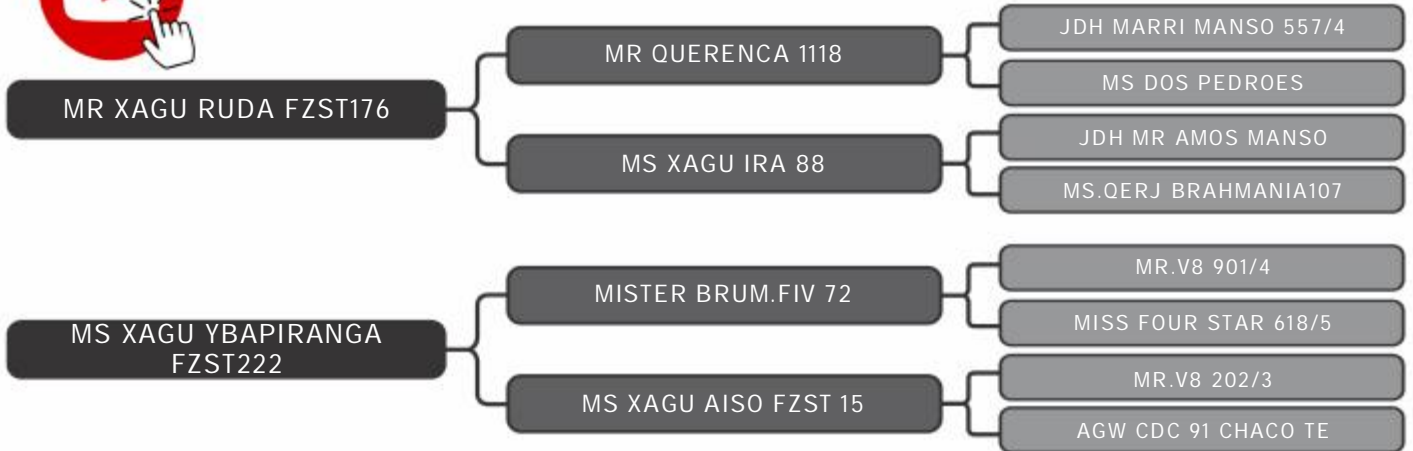 MR XAGU RUDA FZST176
MR QUERENCA 1118
JDH MARRI MANSO 557/4
MS DOS PEDROES
MS XAGU IRA 88
JDH MR AMOS MANSO
MS.QERJ BRAHMANIA107
MS XAGU YBAPIRANGA
FZST222
MISTER BRUM.FIV 72
MR.V8 901/4
MISS FOUR STAR 618/5
MS XAGU AISO FZST 15
MR.V8 202/3
AGW CDC 91 CHACO TE